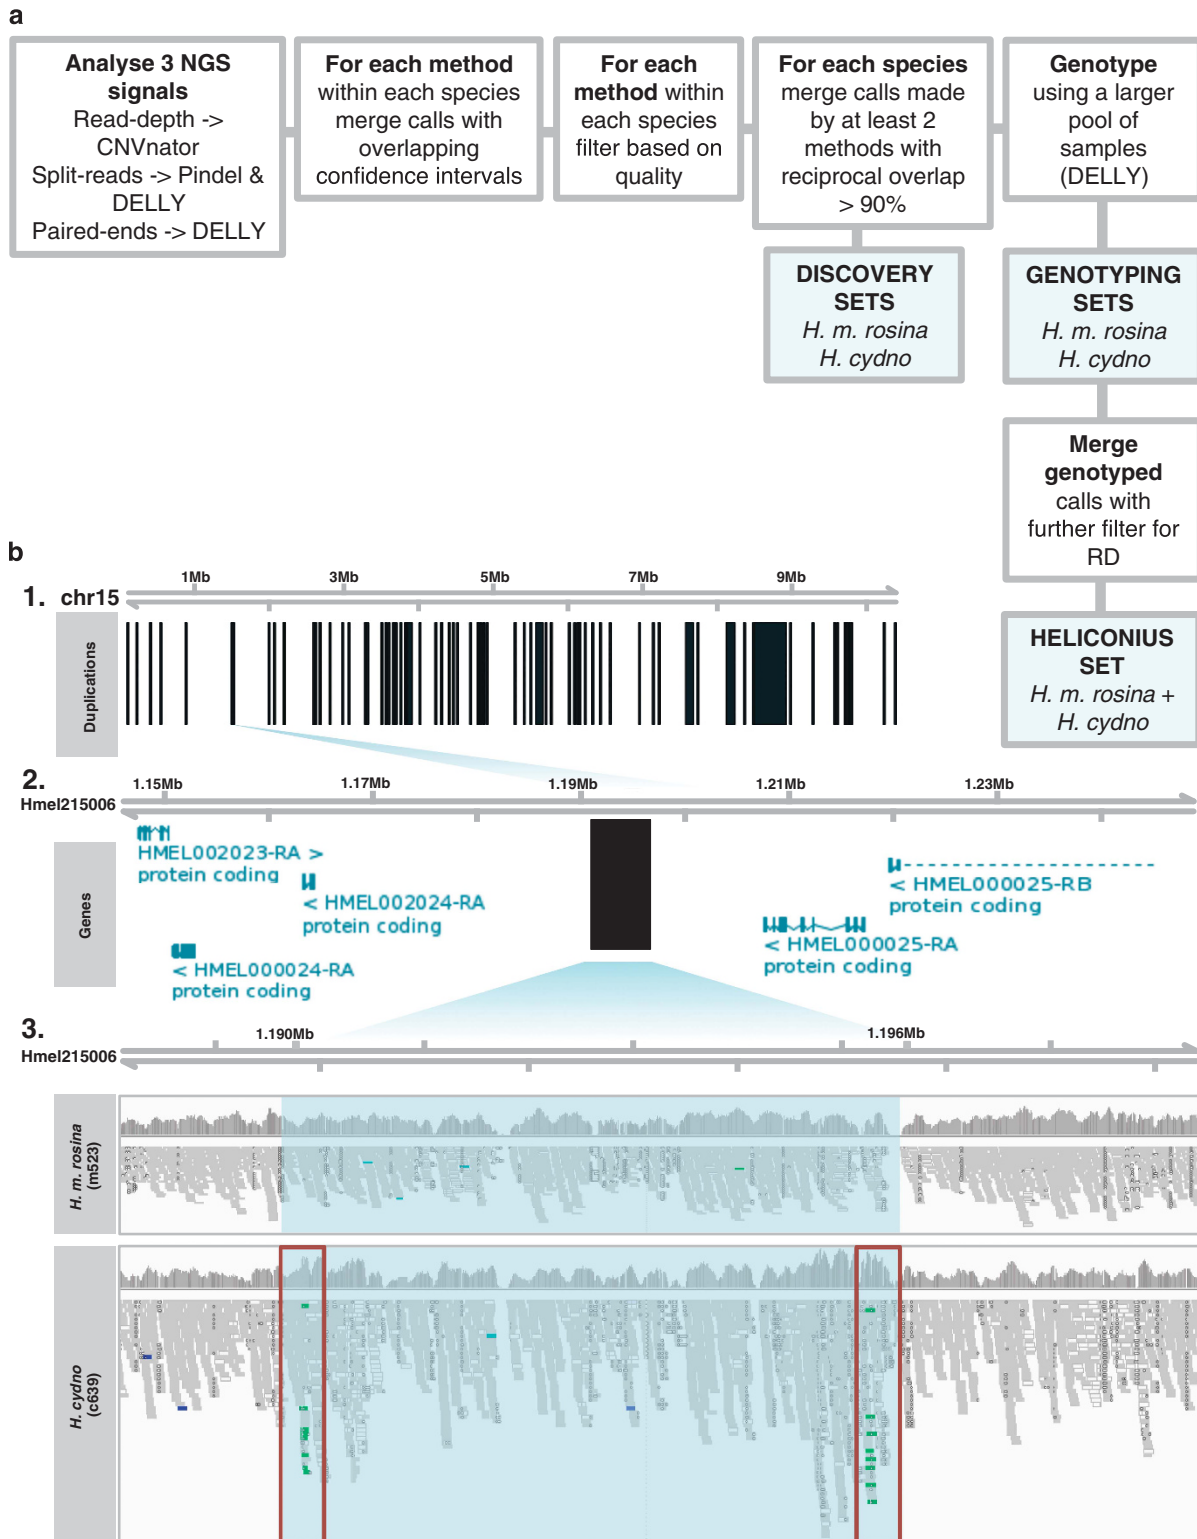 a
Analyse 3 NGS
signals
Read-depth ->
CNVnator
Split-reads -> Pindel &
DELLY
Paired-ends -> DELLY
For each method
within each species
merge calls with
overlapping
confidence intervals
For each
method within
each species
filter based on
quality
For each species
merge calls made
by at least 2
methods with
reciprocal overlap
> 90%
Genotype
using a larger
pool of
samples
(DELLY)
DISCOVERY
SETS
H. m. rosina
H. cydno
GENOTYPING
SETS
H. m. rosina
H. cydno
Merge
genotyped
calls with
further filter for
RD
HELICONIUS
SET
H. m. rosina +
H. cydno
b
1. chr15
1Mb 3Mb 5Mb 7Mb 9Mb
Duplications
2.
Hmel215006
1.15Mb 1.17Mb 1.19Mb 1.21Mb 1.23Mb
Genes
HMEL002023-RA >
protein coding
< HMEL002024-RA
protein coding
< HMEL000024-RA
protein coding
< HMEL000025-RB
protein coding
< HMEL000025-RA
protein coding
3.
Hmel215006
1.190Mb 1.196Mb
H. m. rosina
(m523)
H. cydno
(c639)